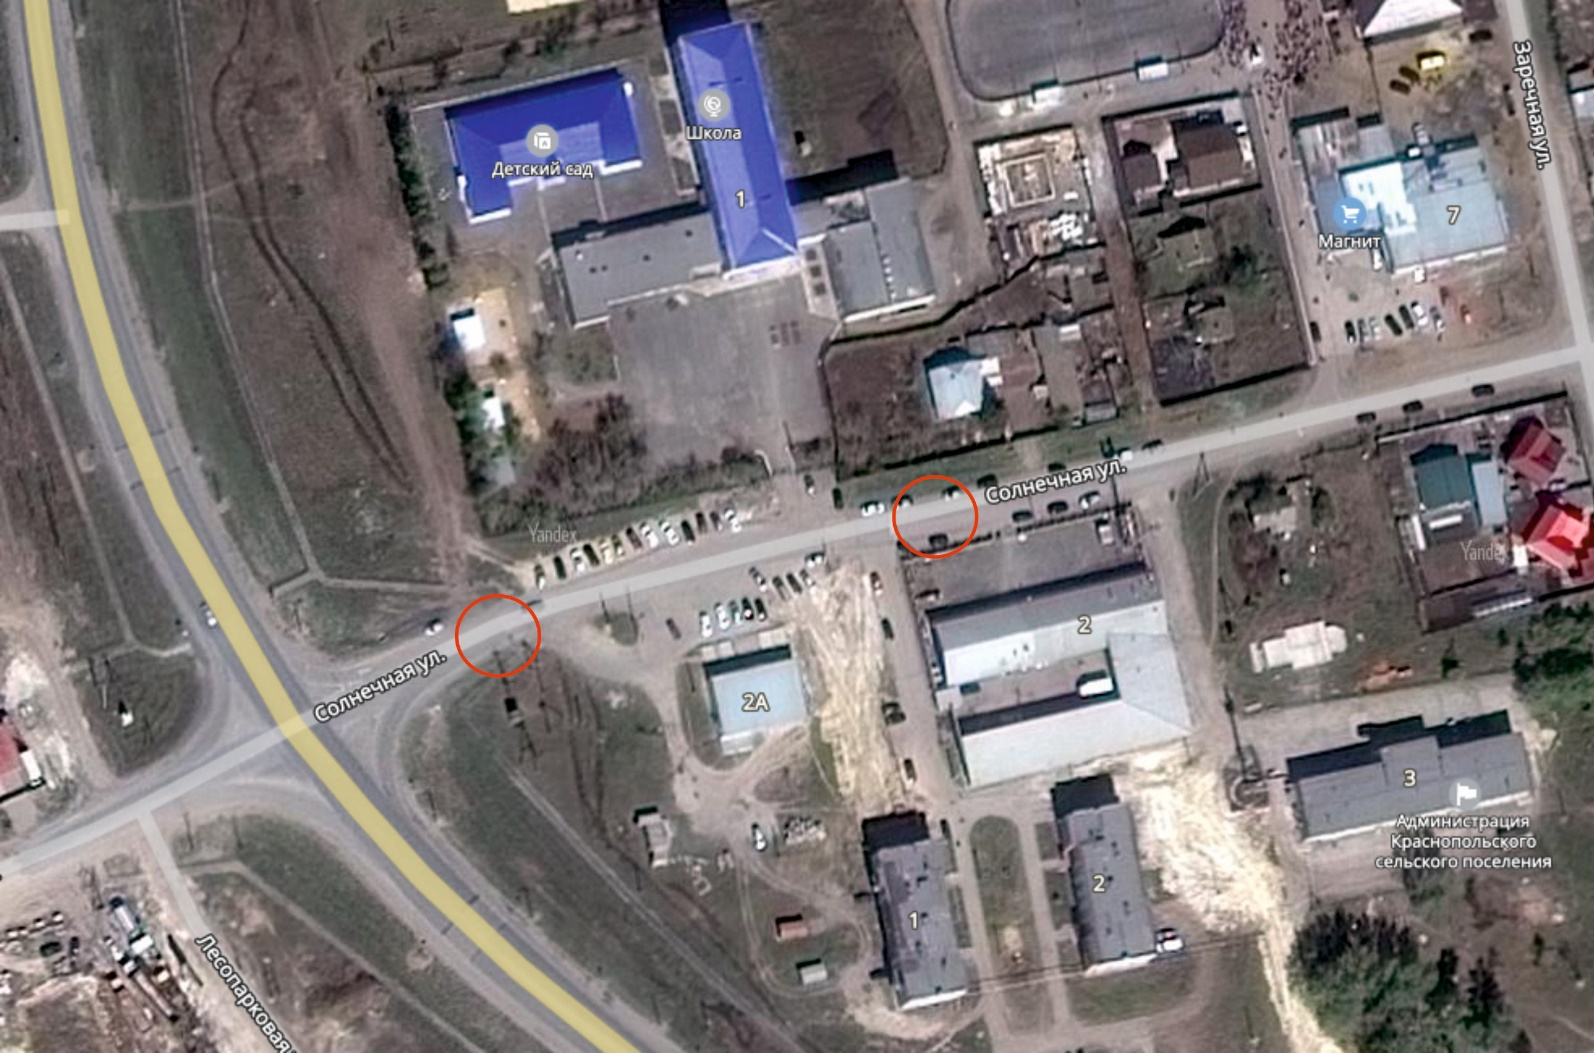 Заречная ул.
Школа
Детский сад
1
7
Магнит
Солнечная ул.
Yandex
Yande
2
Солнечная ул.
2А
3
Администрация
Краснопольского
сельского поселения
2
1
Лесопарковая